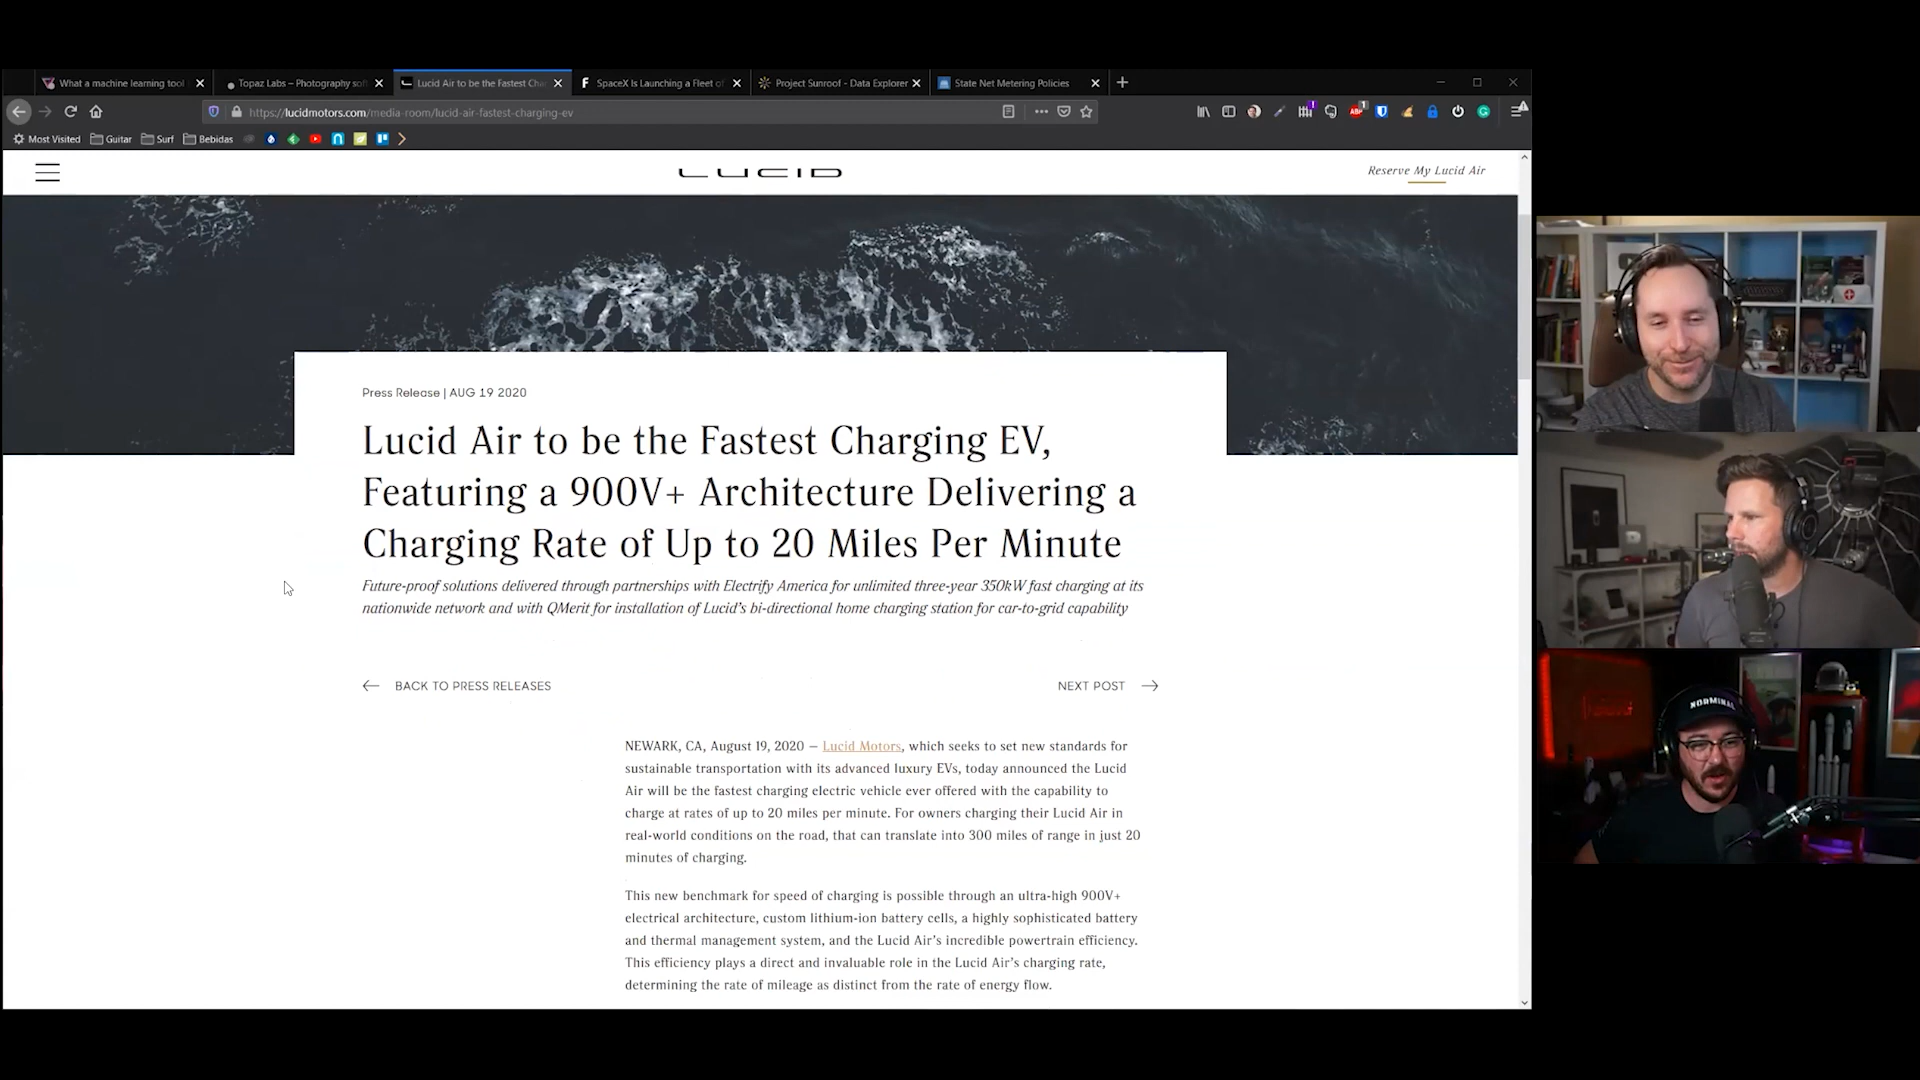 What a machine learning tool
Topaz Labs – Photography sof
Lucid Air to be the Fastest Cha
SpaceX Is Launching a Fleet of
Project Sunroof - Data Explorer
State Net Metering Policies
https://lucidmotors.com/media-room/lucid-air-fastest-charging-ev
Most Visited
Guitar
Surf
Bebidas
LUCID
Reserve My Lucid Air
Press Release | AUG 19 2020
Lucid Air to be the Fastest Charging EV,
Featuring a 900V+ Architecture Delivering a
Charging Rate of Up to 20 Miles Per Minute
Future-proof solutions delivered through partnerships with Electrify America for unlimited three-year 350kW fast charging at its
nationwide network and with QMerit for installation of Lucid's bi-directional home charging station for car-to-grid capability
BACK TO PRESS RELEASES
NEXT POST
NEWARK, CA, August 19, 2020 – Lucid Motors, which seeks to set new standards for
sustainable transportation with its advanced luxury EVs, today announced the Lucid
Air will be the fastest charging electric vehicle ever offered with the capability to
charge at rates of up to 20 miles per minute. For owners charging their Lucid Air in
real-world conditions on the road, that can translate into 300 miles of range in just 20
minutes of charging.
This new benchmark for speed of charging is possible through an ultra-high 900V+
electrical architecture, custom lithium-ion battery cells, a highly sophisticated battery
and thermal management system, and the Lucid Air's incredible powertrain efficiency.
This efficiency plays a direct and invaluable role in the Lucid Air's charging rate,
determining the rate of mileage as distinct from the rate of energy flow.
NORMINAL